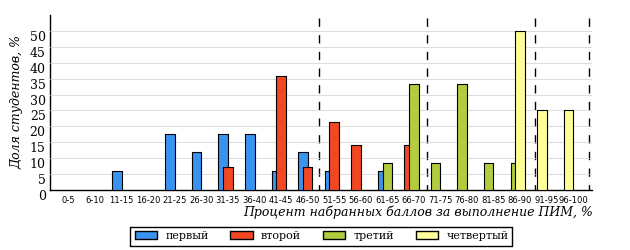 Доля студентов, %
50
45
40
35
30
25
20
15
10
5
0
0-5 6-10 11-15 16-20 21-25 26-30 31-35 36-40 41-45 46-50 51-55 56-60 61-65 66-70 71-75 76-80 81-85 86-90 91-95 96-100
Процент набранных баллов за выполнение ПИМ, %
первый второй третий четвертый